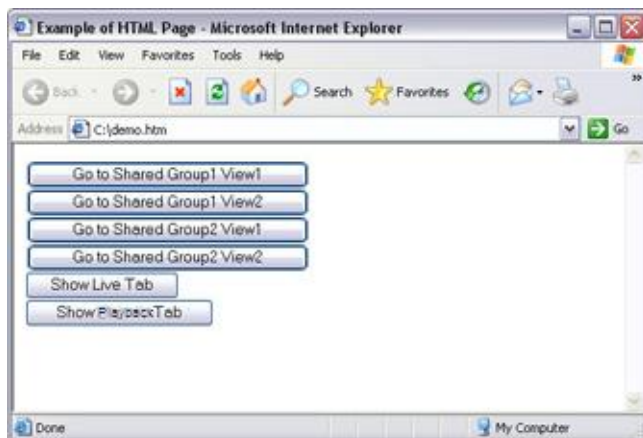 Example of HTML Page - Microsoft Internet Explorer
File Edit View Favorites Tools Help
Back Search Favorites »
Address C:\demo.htm Go
Go to Shared Group1 View1
Go to Shared Group1 View2
Go to Shared Group2 View1
Go to Shared Group2 View2
Show Live Tab
Show Playback Tab
Done My Computer